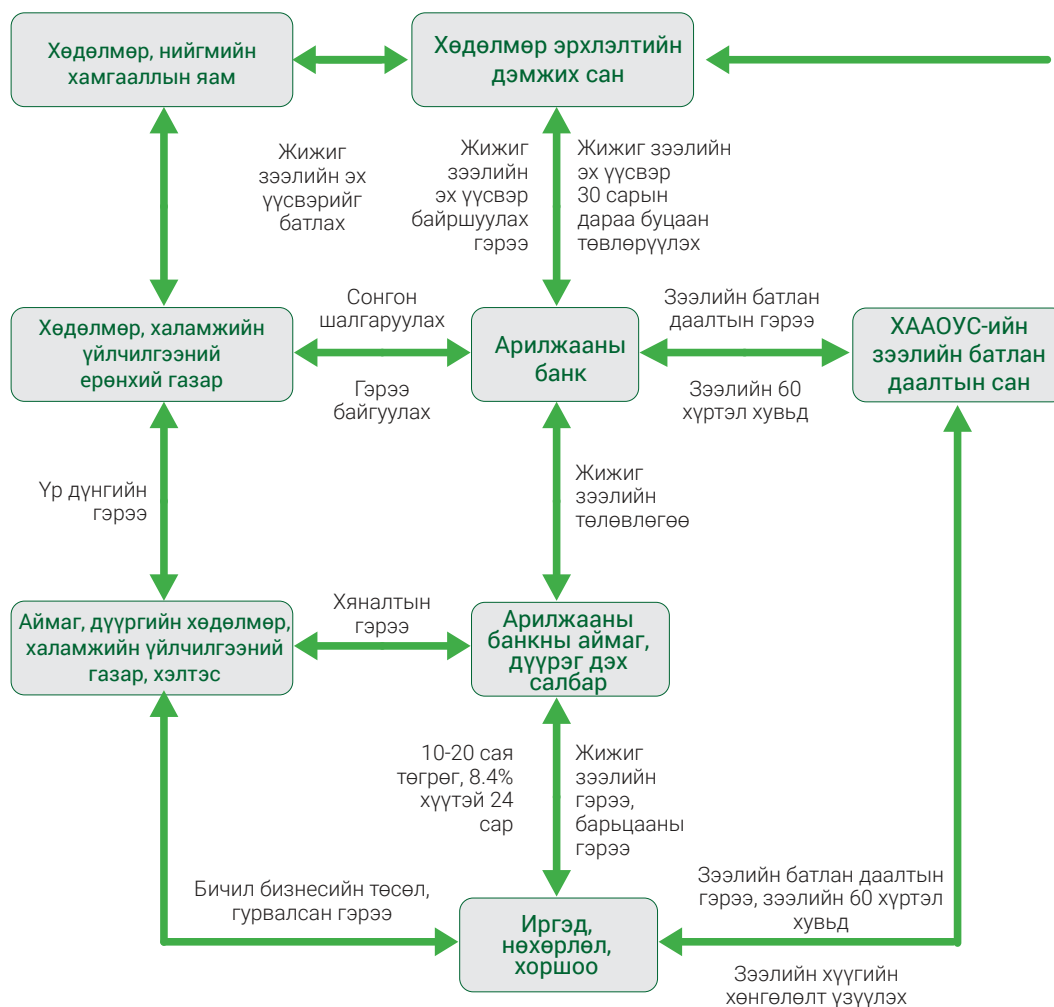 Хөдөлмөр, нийгмийн
хамгааллын яам
Хөдөлмөр эрхлэлтийн
дэмжих сан
Жижиг
зээлийн эх
үүсвэрийг
батлах
Жижиг
зээлийн
эх үүсвэр
байршуулах
гэрээ
Жижиг зээлийн
эх үүсвэр
30 сарын
дараа буцаан
төвлөрүүлэх
Хөдөлмөр, халамжийн
үйлчилгээний
ерөнхий газар
Сонгон
шалгаруулах
Гэрээ
байгуулах
Арилжааны
банк
Зээлийн батлан
даалтын гэрээ
Зээлийн 60
хүртэл хувьд
ХААОУС-ийн
зээлийн батлан
даалтын сан
Үр дүнгийн
гэрээ
Жижиг
зээлийн
төлөвлөгөө
Аймаг, дүүргийн хөдөлмөр,
халамжийн үйлчилгээний
газар, хэлтэс
Хяналтын
гэрээ
Арилжааны
банкны аймаг,
дүүрэг дэх
салбар
10-20 сая
төгрөг, 8.4%
хүүтэй 24
сар
Жижиг
зээлийн
гэрээ,
барьцааны
гэрээ
Бичил бизнесийн төсөл,
гурвалсан гэрээ
Иргэд,
нөхөрлөл,
хоршоо
Зээлийн батлан даалтын
гэрээ, зээлийн 60 хүртэл
хувьд
Зээлийн хүүгийн
хөнгөлөлт үзүүлэх